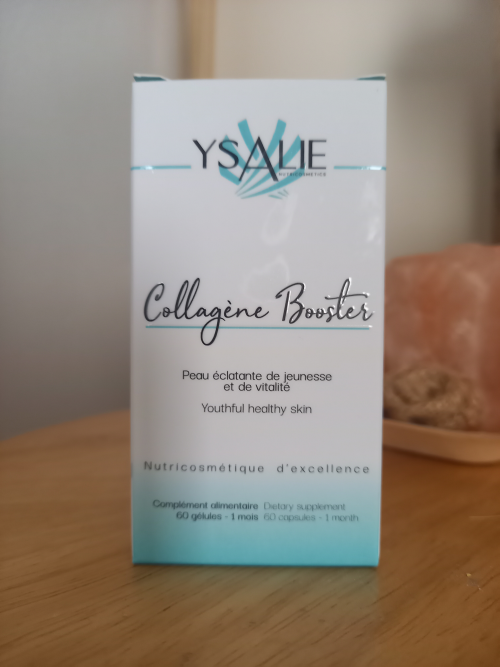 YSALIE
NUTRICOSMETICS
Collagène Booster
Peau éclatante de jeunesse
et de vitalité
Youthful healthy skin
Nutricosmétique d'excellence
Complément alimentaire Dietary supplement
60 gélules - 1 mois 60 capsules - 1 month